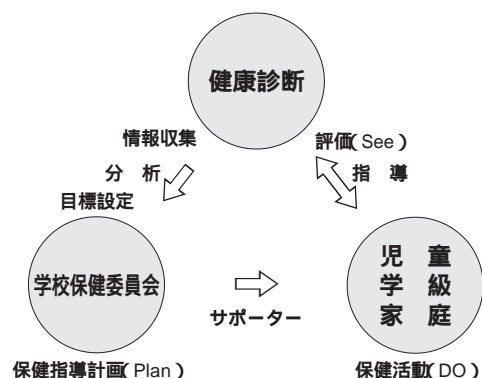 健康診断
情報収集
評価(See)
分　析
指　導
目標設定
学校保健委員会
児　童
学　級
家　庭
サポーター
保健指導計画(Plan)
保健活動(DO)